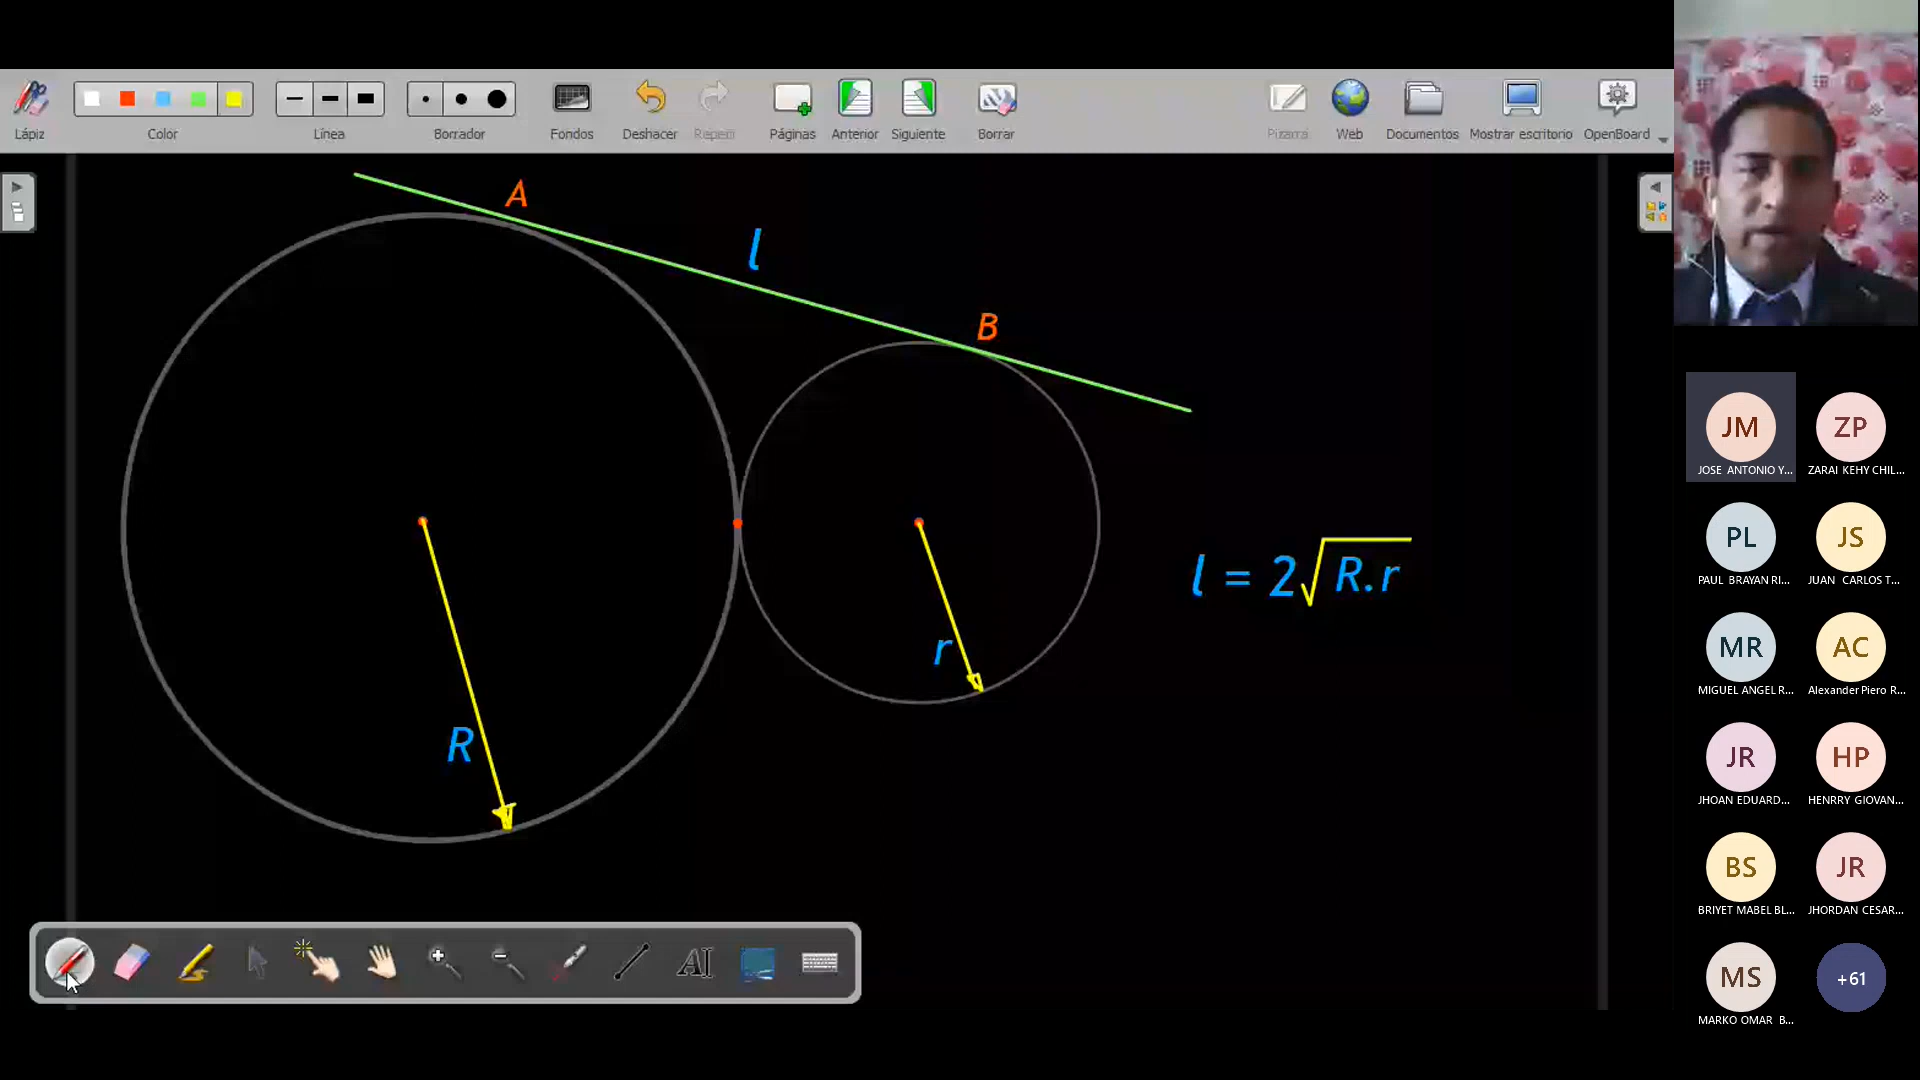 Lápiz
Color
Línea
Borrador
Fondos
Deshacer
Repetir
Páginas
Anterior
Siguiente
Borrar
Pizarra
Web
Documentos
Mostrar escritorio
OpenBoard
A
l
B
R
r
l = 2√R.r
AI
JM
JOSE ANTONIO Y...
ZP
ZARAI KEHY CHIL...
PL
PAUL BRAYAN RI...
JS
JUAN CARLOS T...
MR
MIGUEL ANGEL R...
AC
Alexander Piero R...
JR
JHOAN EDUARD...
HP
HENRRY GIOVAN...
BS
BRIYET MABEL BL...
JR
JHORDAN CESAR...
MS
MARKO OMAR B...
+61